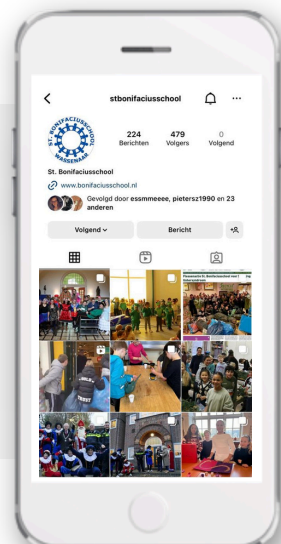 stbonifaciusschool
ST. BONIFACIUSSCHOOL
WASSENAAR
224
479
0
Berichten
Volgers
Volgend
St. Bonifacius
www.bonifaciusschool.nl
Gevolgd door essmmeeee, pietersz1990 en 23
anderen
Volgend
Bericht